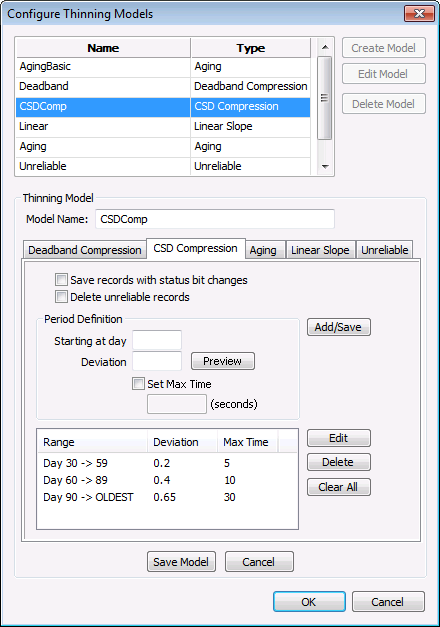 Configure Thinning Models
Name Type
AgingBasic Aging
Deadband Deadband Compression
CSDComp CSD Compression
Linear Linear Slope
Aging Aging
Unreliable Unreliable
Create Model
Edit Model
Delete Model
Thinning Model
Model Name: CSDComp
Deadband Compression CSD Compression Aging Linear Slope Unreliable
Save records with status bit changes
Delete unreliable records
Period Definition
Starting at day
Deviation Preview
Set Max Time
(seconds)
Add/Save
Range Deviation Max Time
Day 30 -> 59 0.2 5
Day 60 -> 89 0.4 10
Day 90 -> OLDEST 0.65 30
Edit
Delete
Clear All
Save Model Cancel
OK Cancel